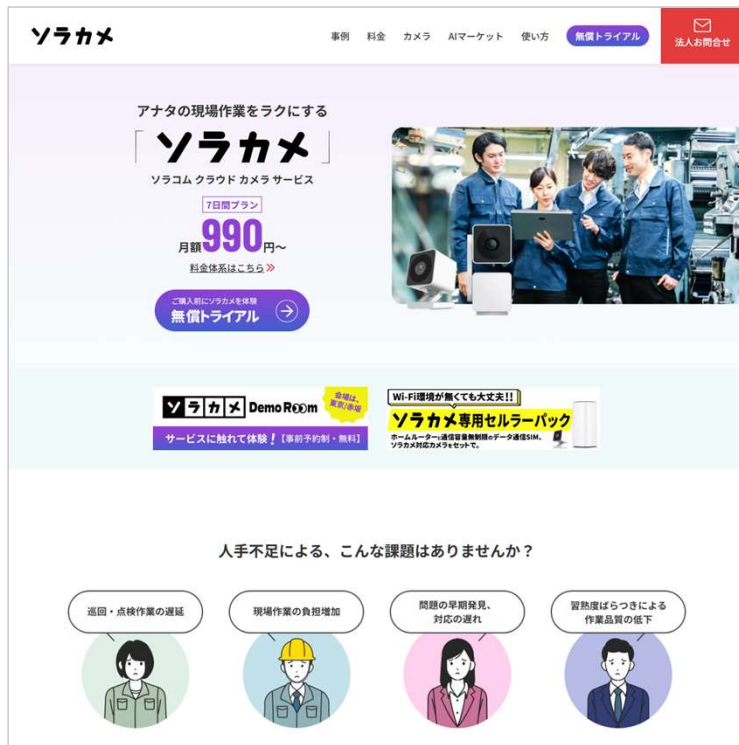 ソラカメ
事例 料金 カメラ AIマーケット 使い方 無償トライアル
法人お問合せ
アナタの現場作業をラクにする
「ソラカメ」
ソラコム クラウド カメラ サービス
7日間プラン
月額990円~
料金体系はこちら
ご購入前にソラカメを体験
無償トライアル
ソラカメ Demo Room
会場は、
東京/赤坂
サービスに触れて体験!【事前予約制・無料】
Wi-Fi環境が無くても大丈夫!!
ソラカメ専用セルラーパック
ホームルーターと通信容量無制限のデータ通信SIM、
ソラカメ対応カメラをセットで。
人手不足による、こんな課題はありませんか?
巡回・点検作業の遅延
現場作業の負担増加
問題の早期発見、
対応の遅れ
習熟度ばらつきによる
作業品質の低下